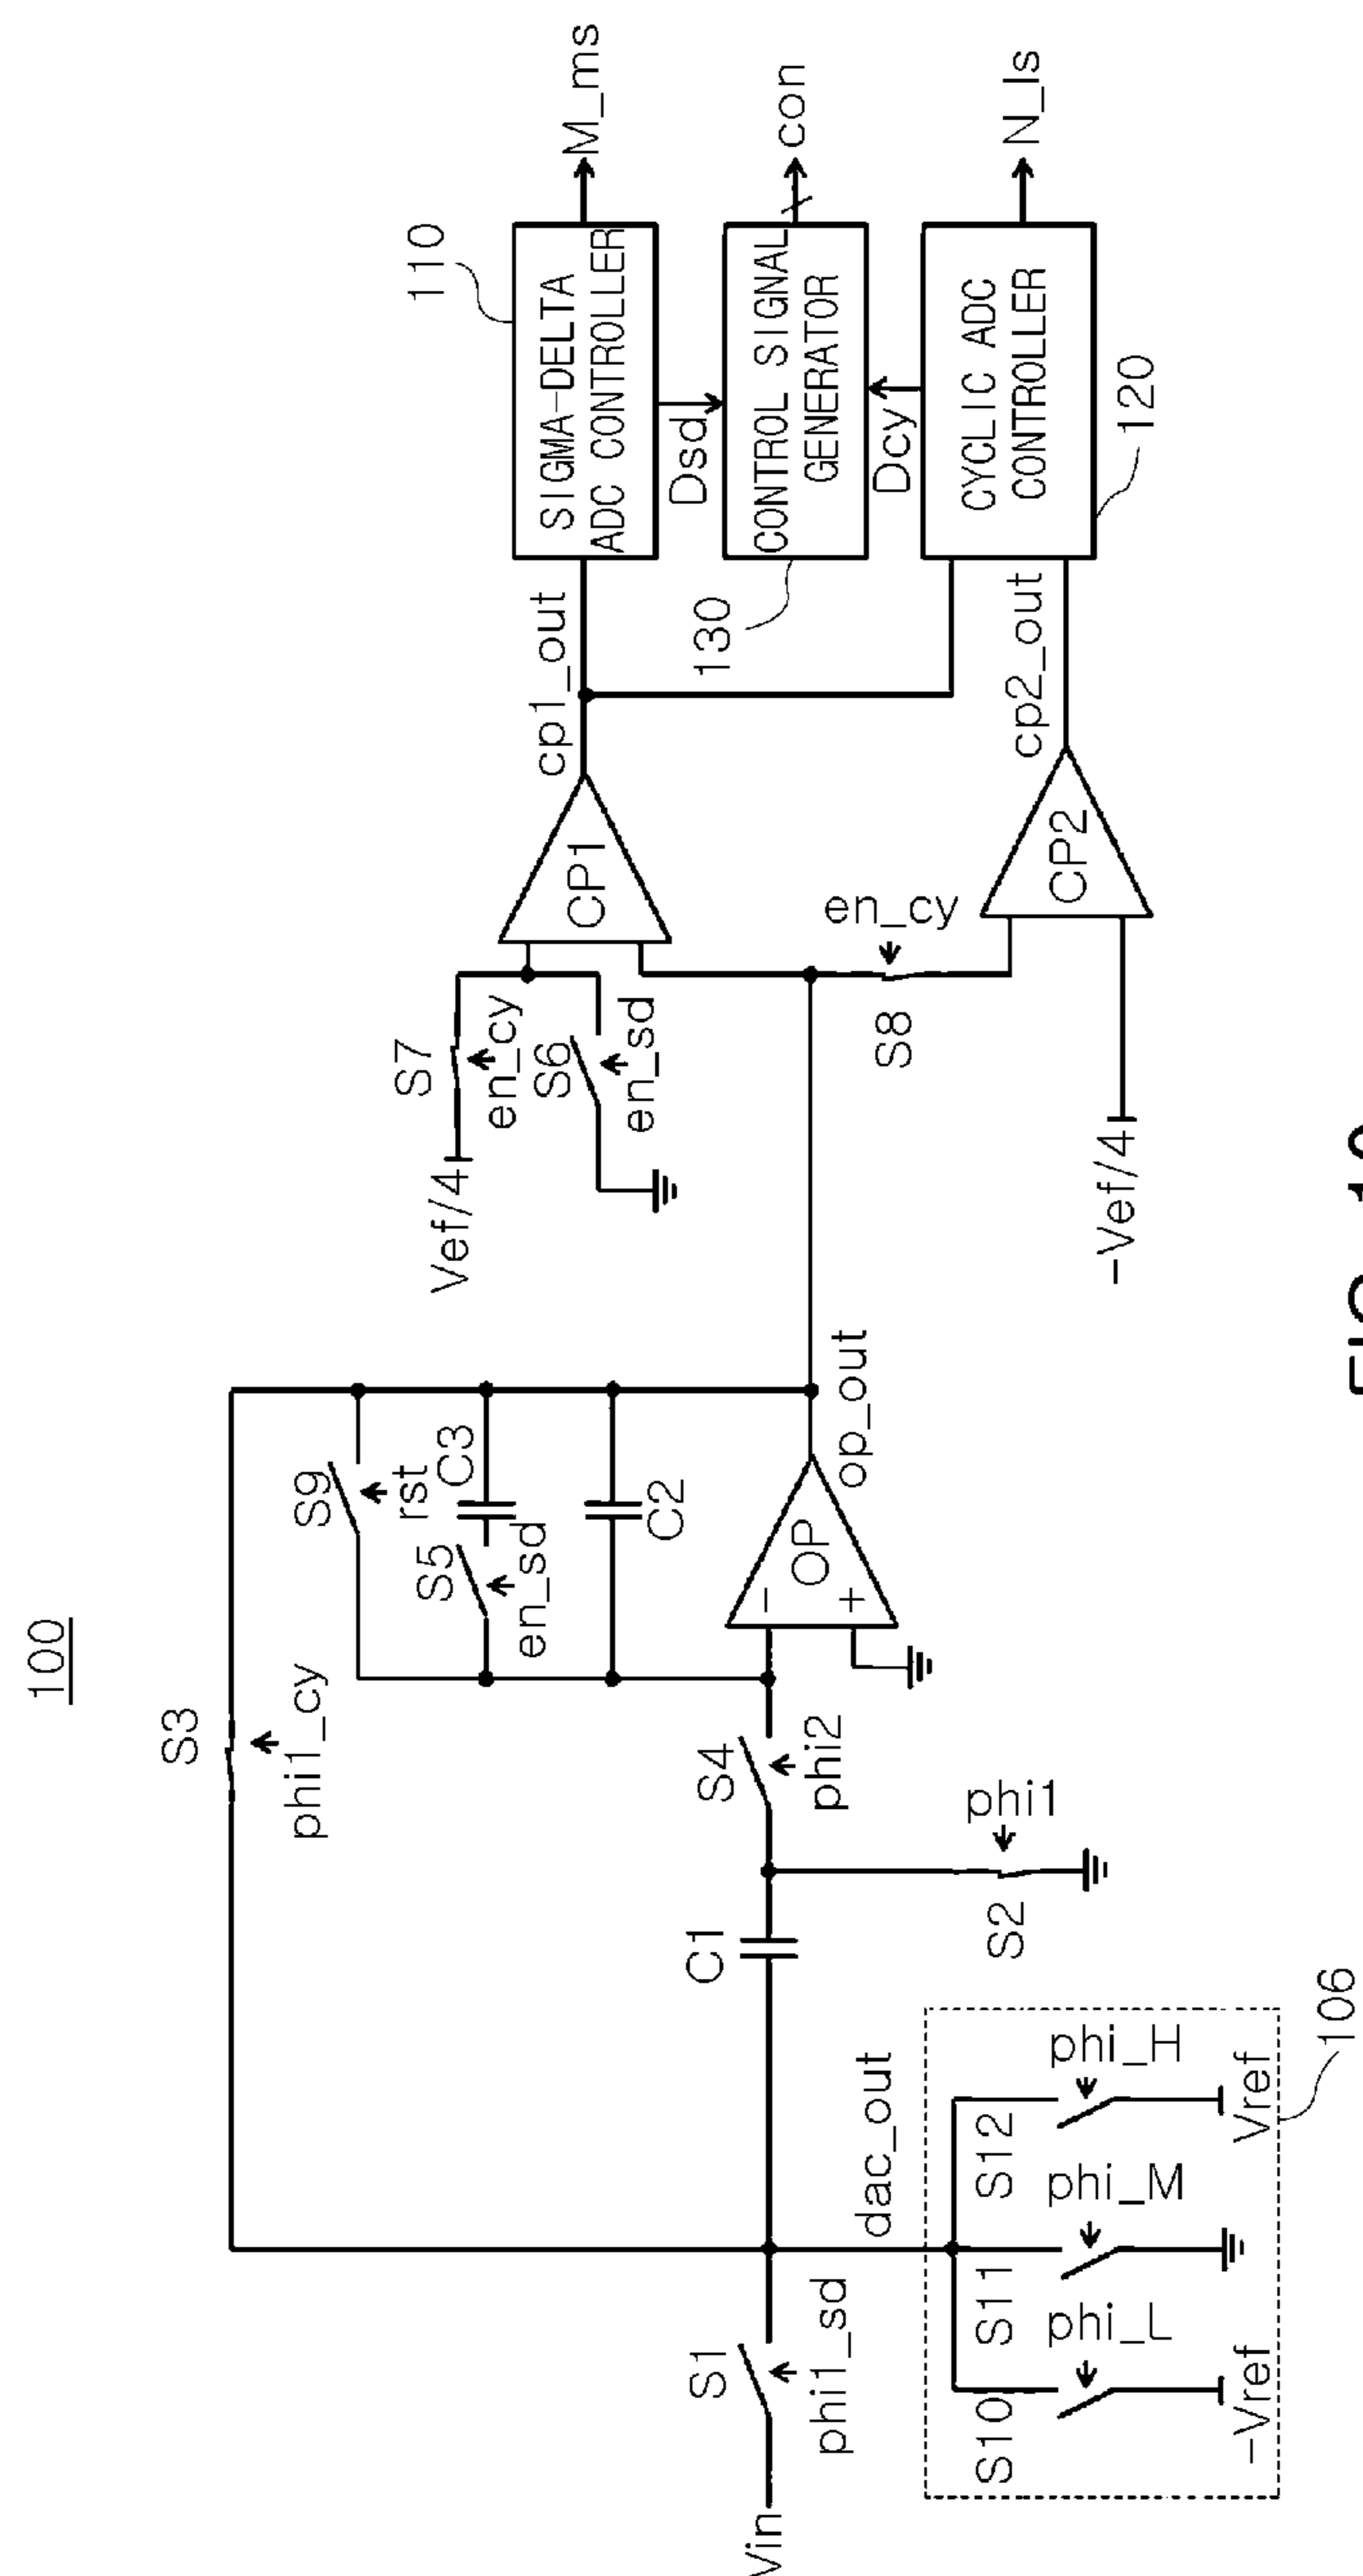 100
S3
phi1_cy
S9
rst
S5
en_sd
C3
C2
OP
-
+
op_out
S4
phi2
phi1
S2
C1
Vin
S1
phi1_sd
dac_out
S10
phi_L
-Vref
S11
phi_M
S12
phi_H
Vref
106
S7
en_cy
Vef/4
S6
en_sd
CP1
cp1_out
S8
en_cy
-Vef/4
CP2
cp2_out
110
SIGMA-DELTA
ADC CONTROLLER
M_ms
Dsd
130
CONTROL SIGNAL
GENERATOR
con
Dcy
CYCLIC ADC
CONTROLLER
120
N_ls